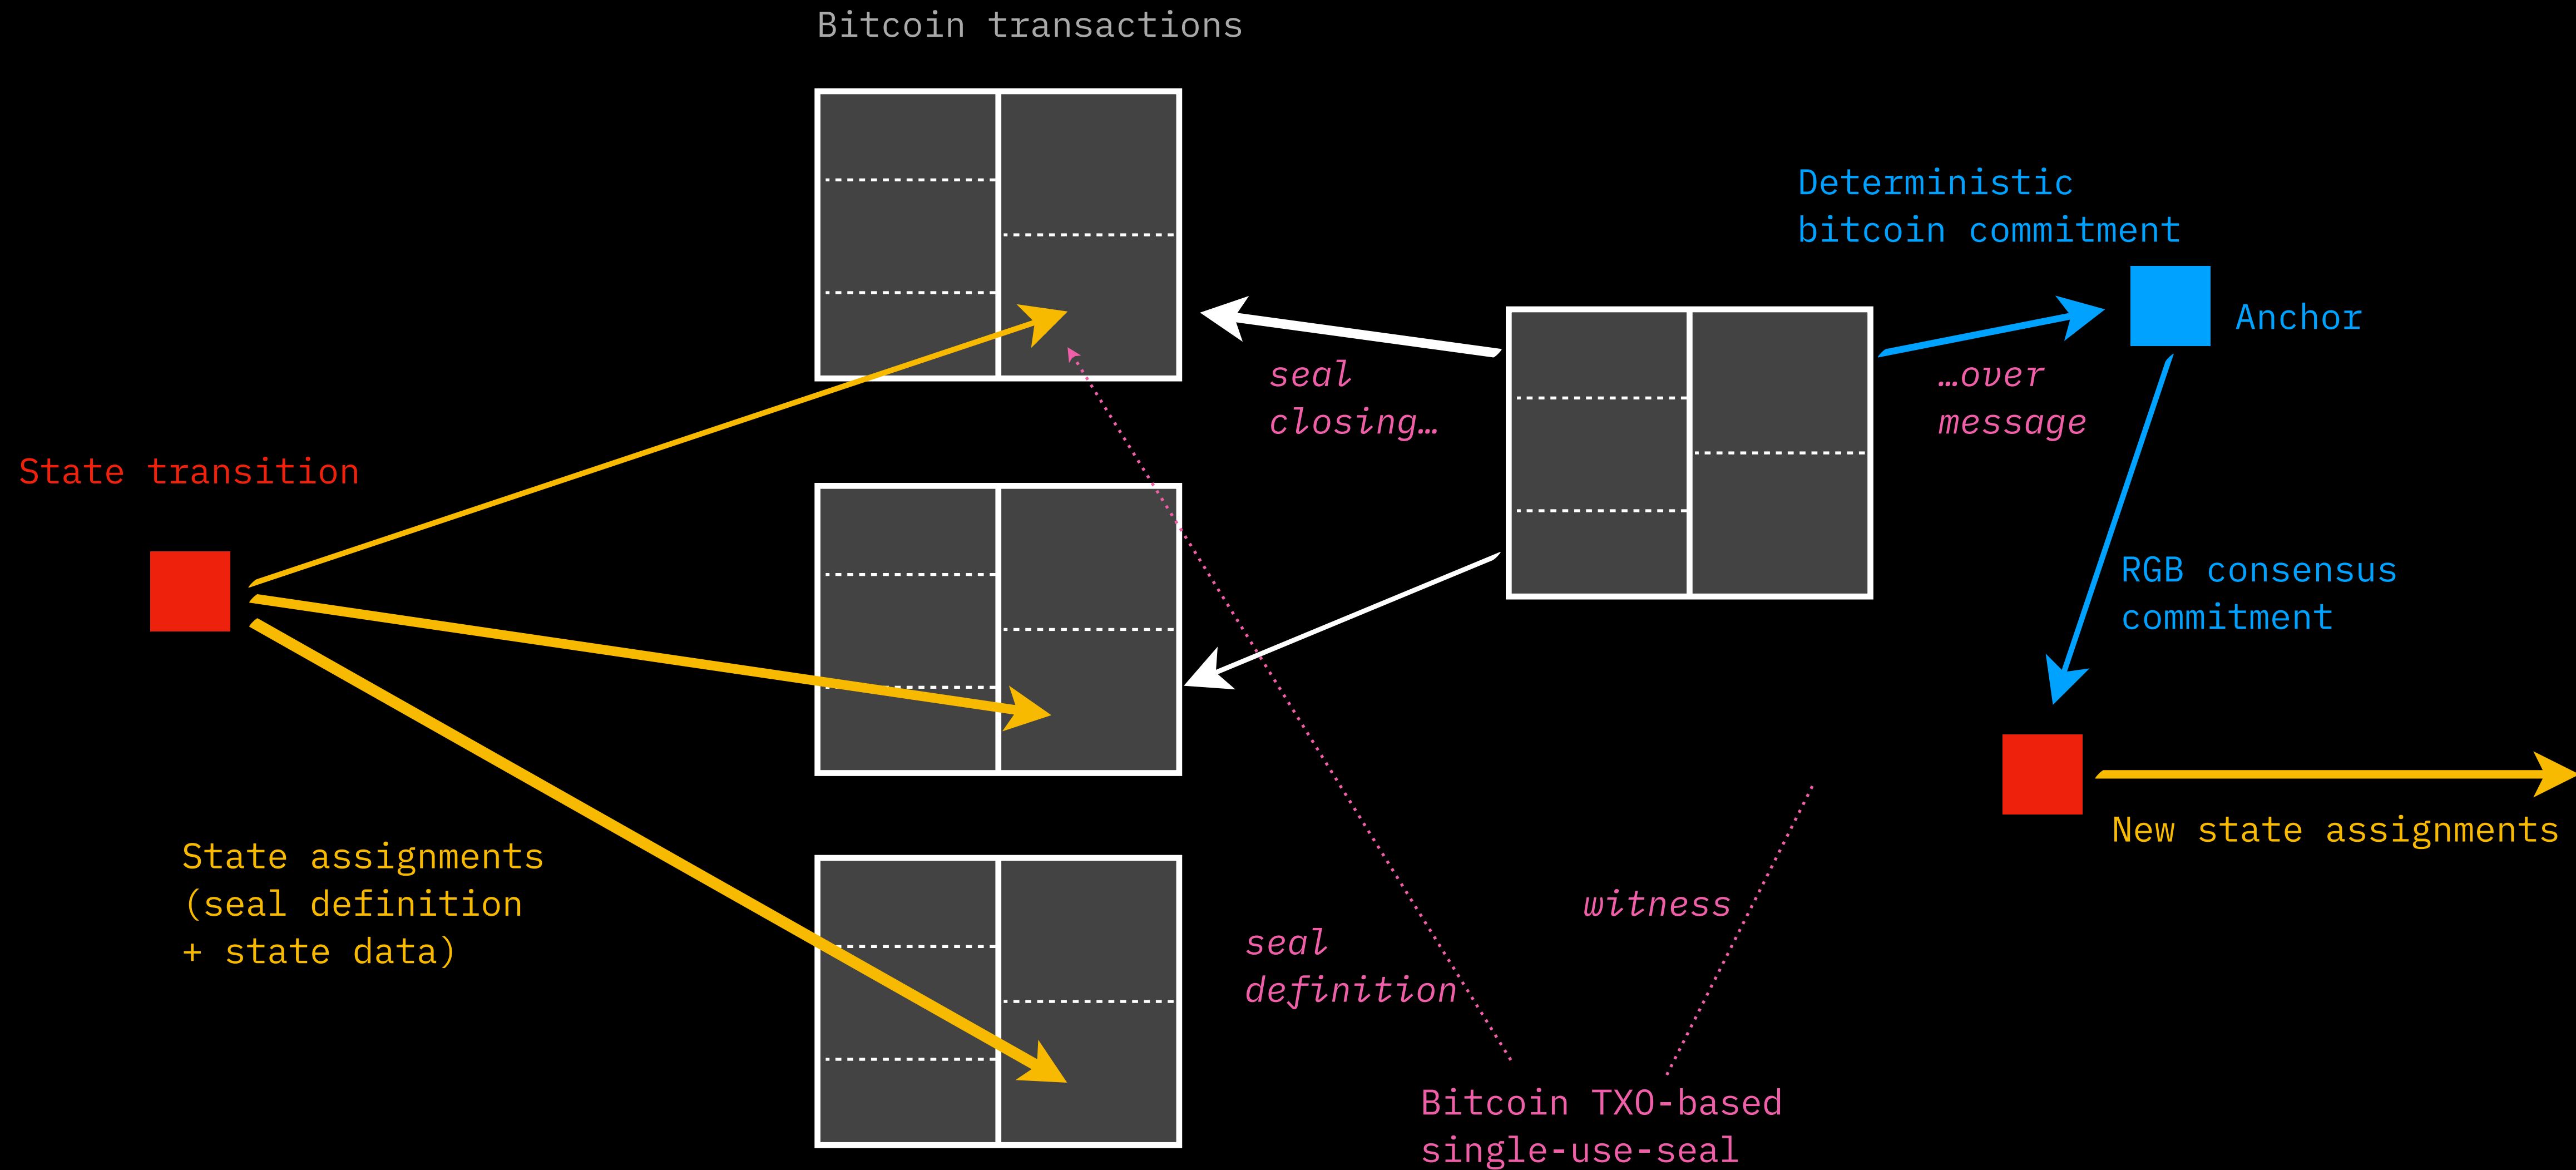 Bitcoin transactions
Deterministic
bitcoin commitment
Anchor
seal
closing…
…over
message
State transition
RGB consensus
commitment
New state assignments
State assignments
(seal definition
+ state data)
witness
seal
definition
Bitcoin TXO-based
single-use-seal